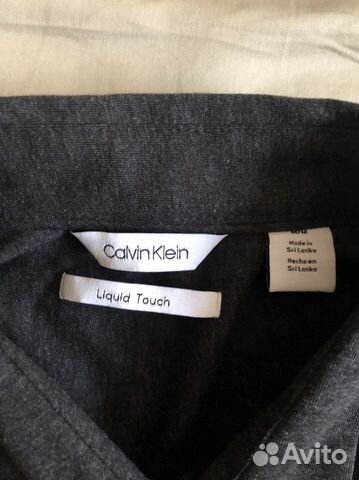 Calvin Klein
Liquid Touch
M/M
Made in
Sri Lanka
Hecho en
Sri Lanka
Avito